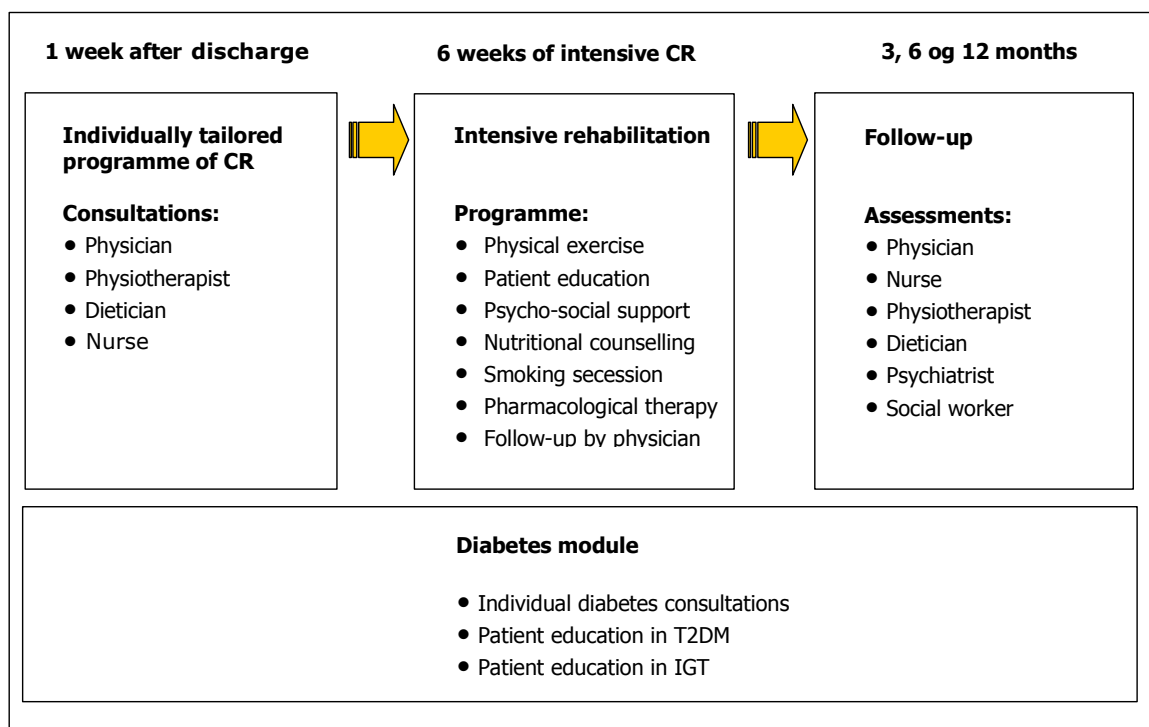 1 week after discharge
6 weeks of intensive CR
3, 6 og 12 months
Individually tailored
programme of CR
Consultations:
• Physician
• Physiotherapist
• Dietician
• Nurse
Intensive rehabilitation
Programme:
• Physical exercise
• Patient education
• Psycho-social support
• Nutritional counselling
• Smoking secession
• Pharmacological therapy
• Follow-up by physician
Follow-up
Assessments:
• Physician
• Nurse
• Physiotherapist
• Dietician
• Psychiatrist
• Social worker
Diabetes module
• Individual diabetes consultations
• Patient education in T2DM
• Patient education in IGT